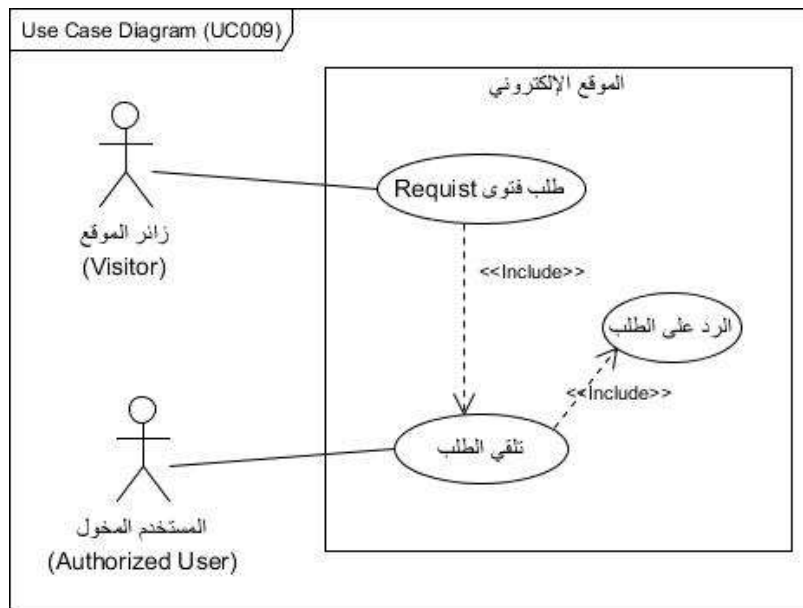 Use Case Diagram (UC009)
الموقع الإلكتروني
طلب فتوى Requist
زائر الموقع
(Visitor)
<<Include>>
الرد على الطلب
<<Include>>
تلقي الطلب
المستخدم المخول
(Authorized User)